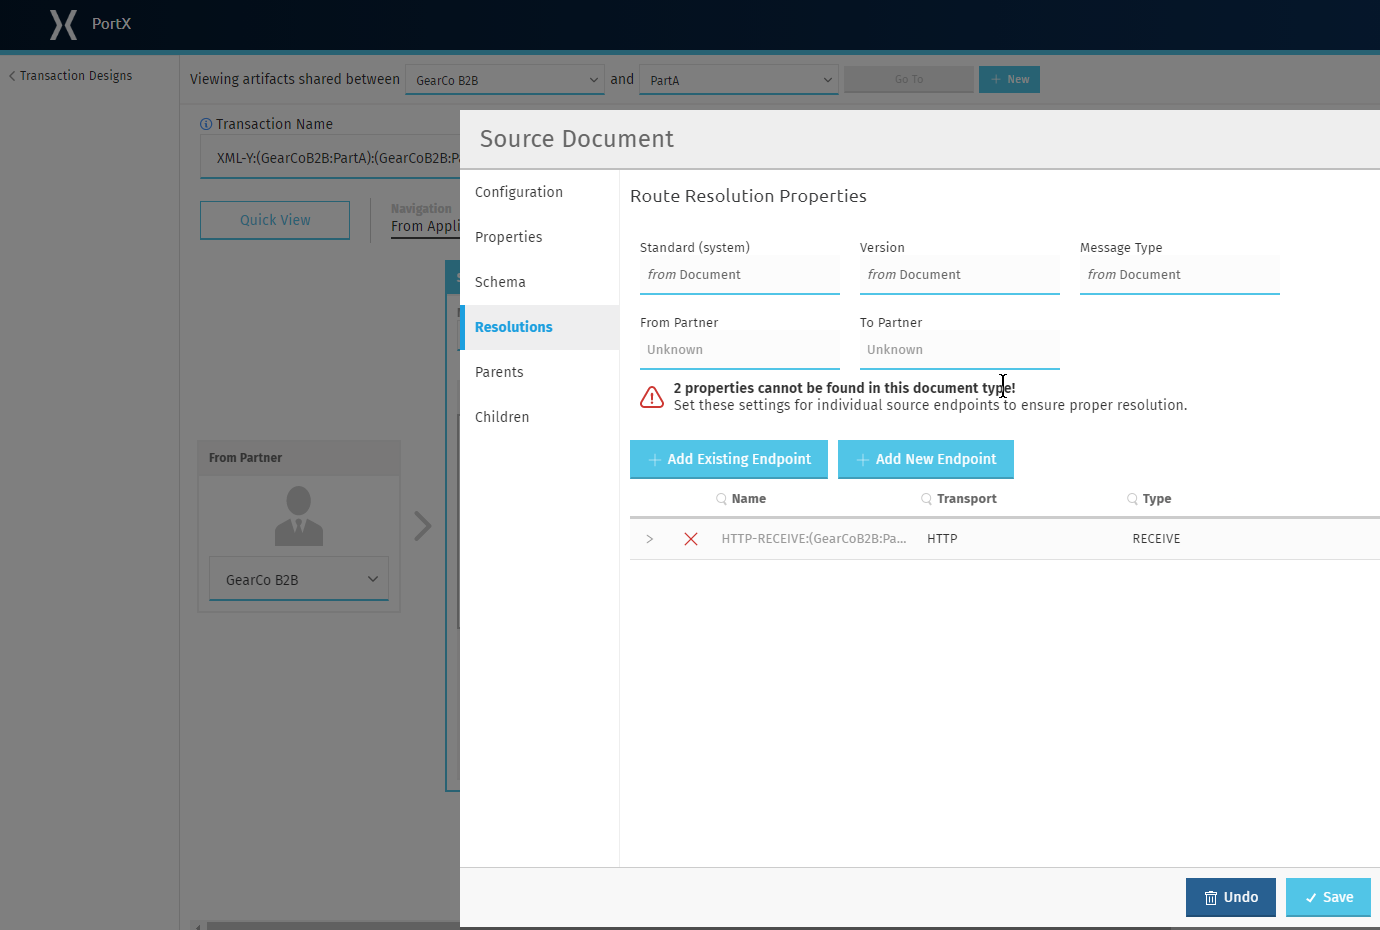 PortX
Transaction Designs
Viewing artifacts shared between
GearCo B2B
and
PartA
Go To
+ New
Transaction Name
XML-Y:(GearCoB2B:PartA):(GearCoB2B:P
Quick View
Navigation
From Appli
From Partner
GearCo B2B
Source Document
Configuration
Properties
Schema
Resolutions
Parents
Children
Route Resolution Properties
Standard (system)
Version
Message Type
from Document
from Document
from Document
From Partner
To Partner
Unknown
Unknown
2 properties cannot be found in this document type!
Set these settings for individual source endpoints to ensure proper resolution.
+ Add Existing Endpoint
+ Add New Endpoint
Name
Transport
Type
HTTP-RECEIVE:(GearCoB2B:Pa...
HTTP
RECEIVE
Undo
Save